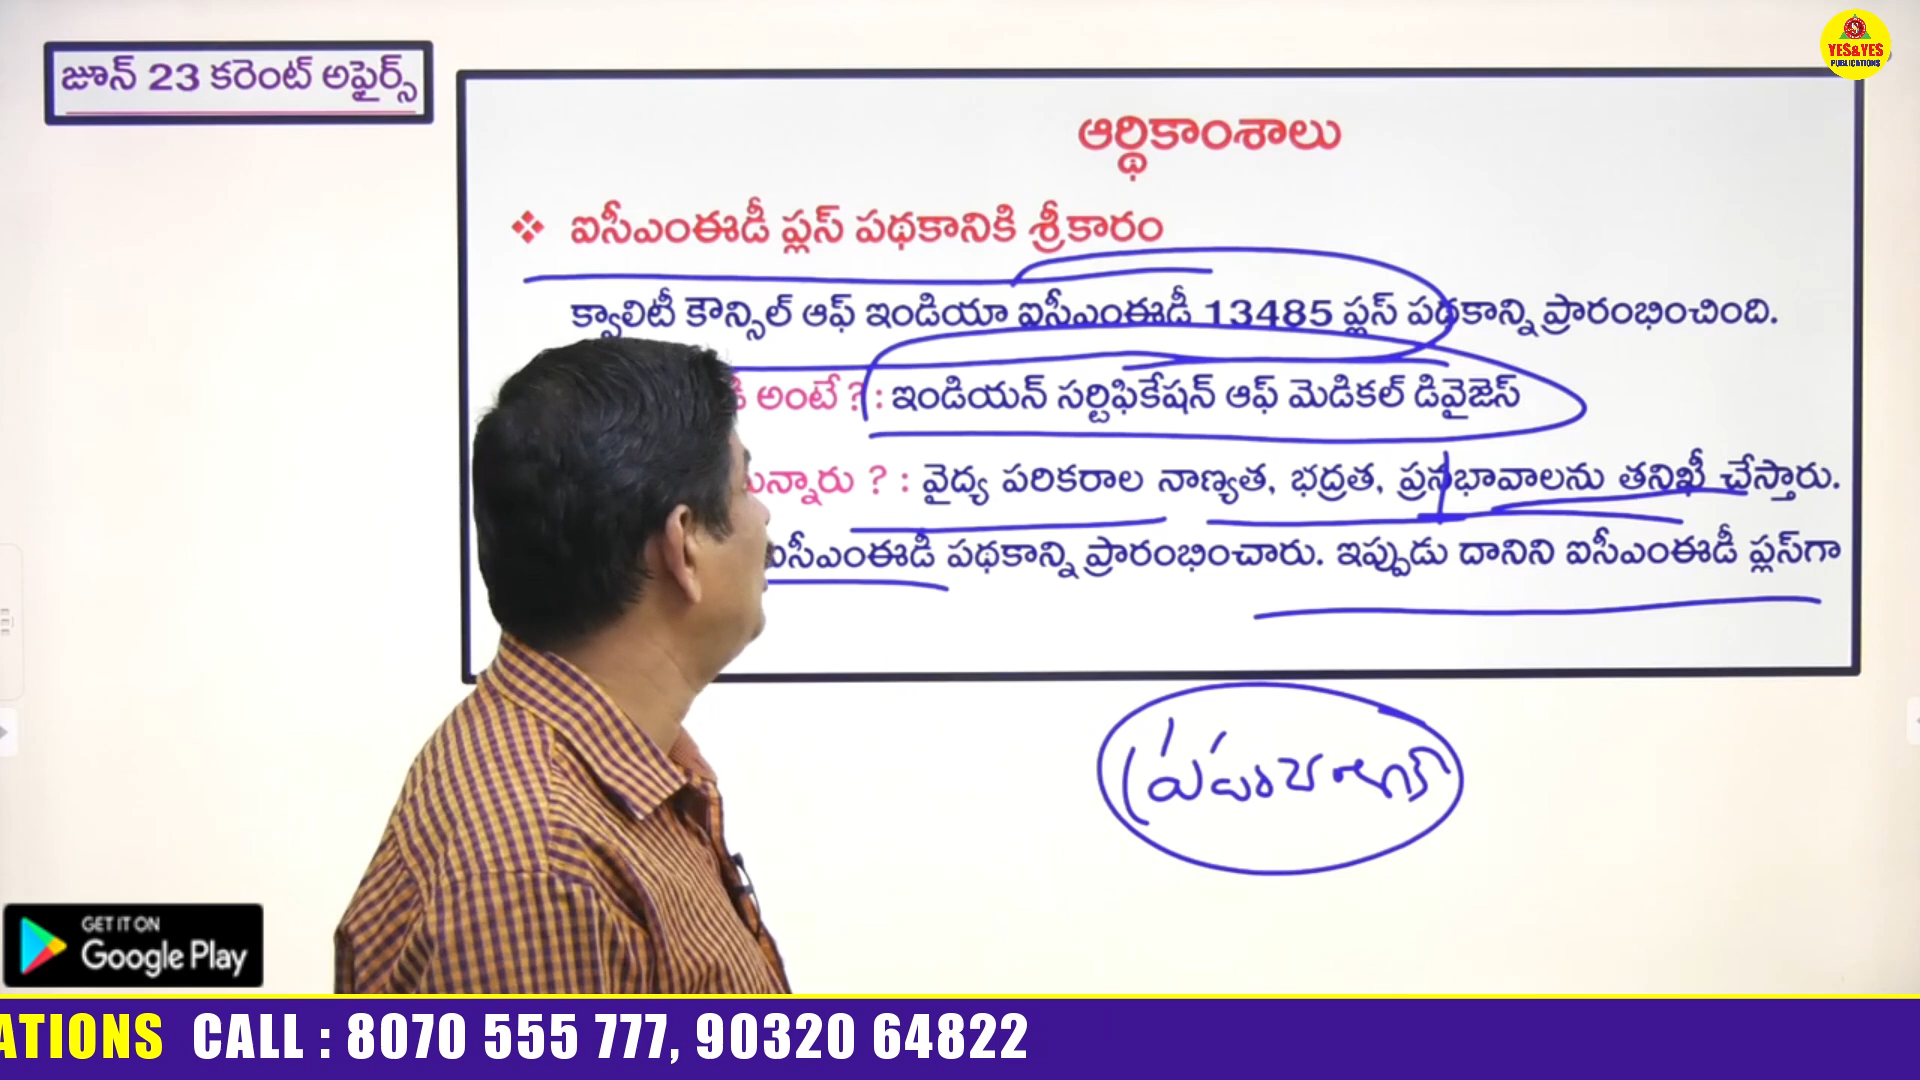 YES&YES
PUBLICATIONS
జూన్ 23 కరెంట్ అఫైర్స్
ఆర్థికాంశాలు
❖ ఐసీఎంఈడీ ప్లస్ పథకానికి శ్రీకారం
క్వాలిటీ కౌన్సిల్ ఆఫ్ ఇండియా ఐసీఎంఈడీ 13485 ప్లస్ పథకాన్ని ప్రారంభించింది.
అంటే ? : ఇండియన్ సర్టిఫికేషన్ ఆఫ్ మెడికల్ డివైజెస్
? : వైద్య పరికరాల నాణ్యత, భద్రత, ప్రనభావాలను తనిఖీ చేస్తారు.
ఐసీఎంఈడీ పథకాన్ని ప్రారంభించారు. ఇప్పుడు దానిని ఐసీఎంఈడీ ప్లస్‌గా
GET IT ON
Google Play
ATIONS CALL : 8070 555 777, 90320 64822